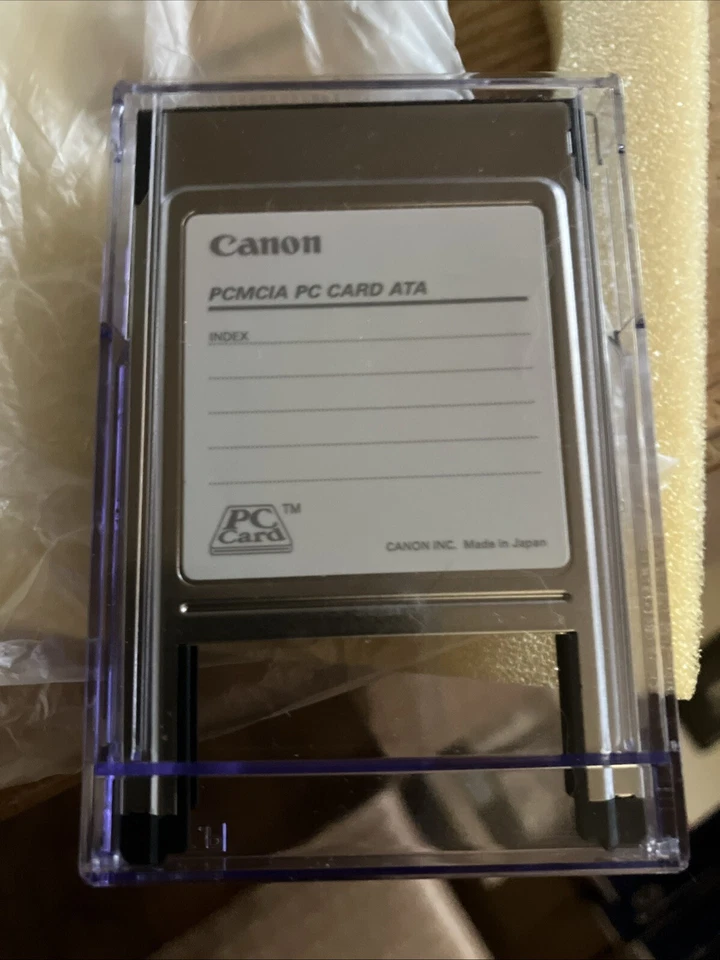 Canon
PCMCIA PC CARD ATA
INDEX
PC
Card
TM
CANON INC. Made in Japan